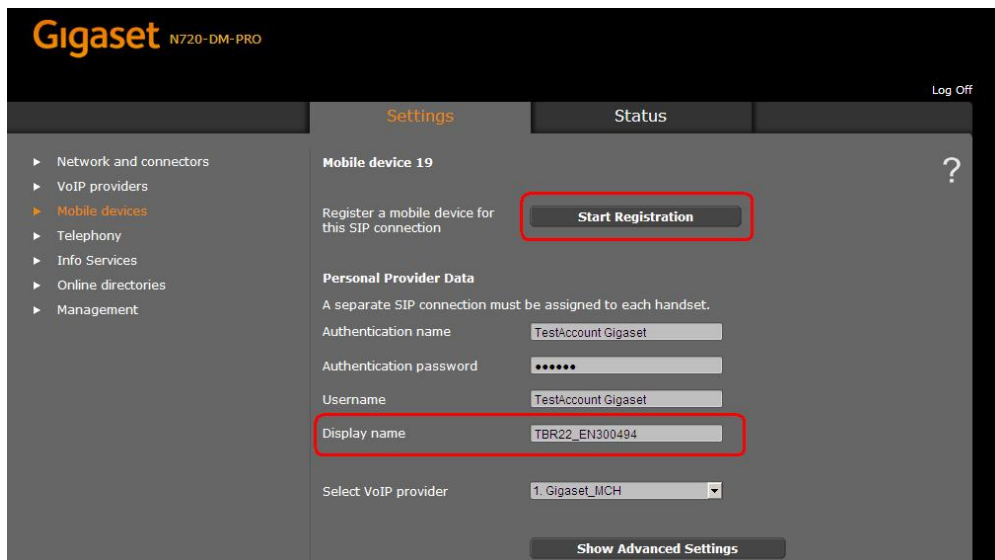 Gigaset N720-DM-PRO
Log Off
Settings
Status
Network and connectors
VoIP providers
Mobile devices
Telephony
Info Services
Online directories
Management
Mobile device 19
?
Register a mobile device for
this SIP connection
Start Registration
Personal Provider Data
A separate SIP connection must be assigned to each handset.
Authentication name
TestAccount Gigaset
Authentication password
••••••
Username
TestAccount Gigaset
Display name
TBR22_EN300494
Select VoIP provider
1. Gigaset_MCH
Show Advanced Settings